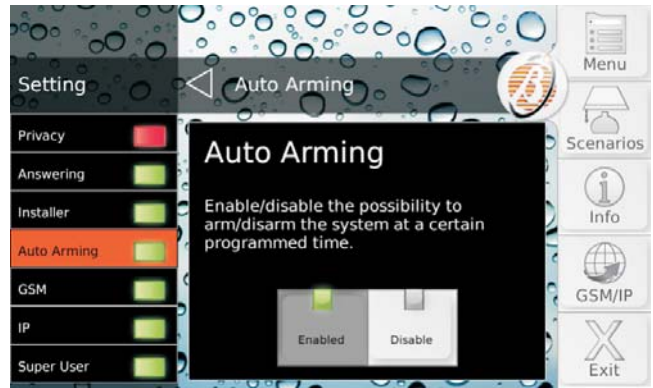 Setting
Auto Arming
Privacy
Answering
Installer
Auto Arming
GSM
IP
Super User
Auto Arming
Enable/disable the possibility to
arm/disarm the system at a certain
programmed time.
Enabled
Disable
Menu
Scenarios
Info
GSM/IP
Exit